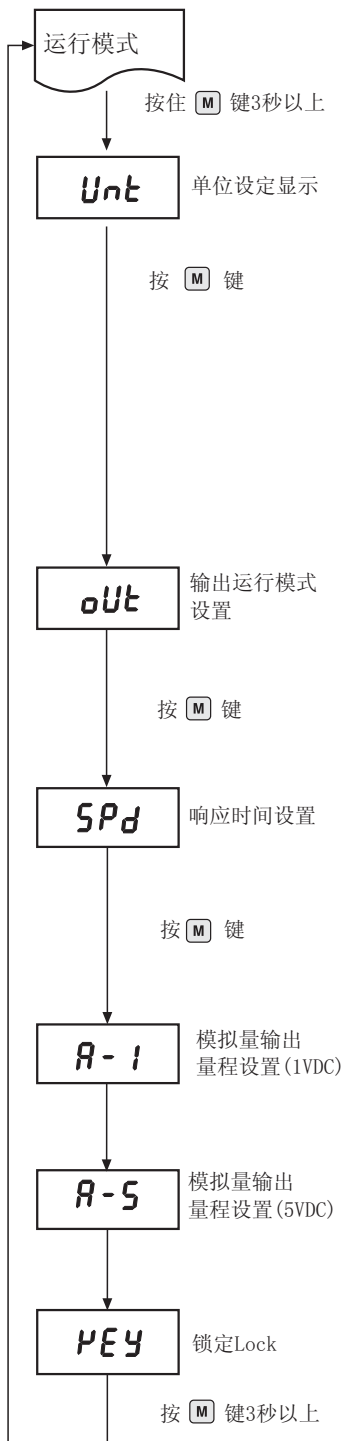 运行模式
按住 M 键3秒以上
Unt 单位设定显示
按 M 键
oUt 输出运行模式
设置
按 M 键
SPd 响应时间设置
按 M 键
A-1 模拟量输出
量程设置(1VDC)
A-5 模拟量输出
量程设置(5VDC)
KEY 锁定Lock
按 M 键3秒以上